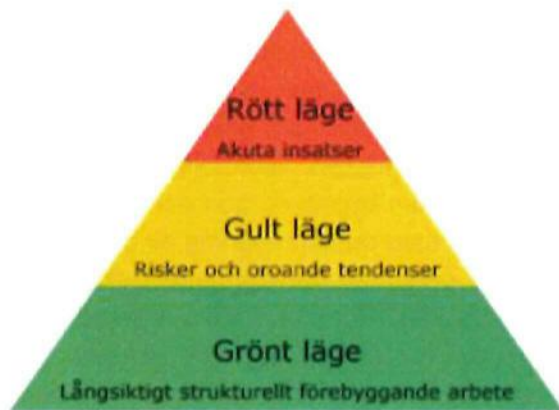 Rött läge
Akuta insatser
Gult läge
Risker och oroande tendenser
Grönt läge
Långsiktigt strukturellt förebyggande arbete